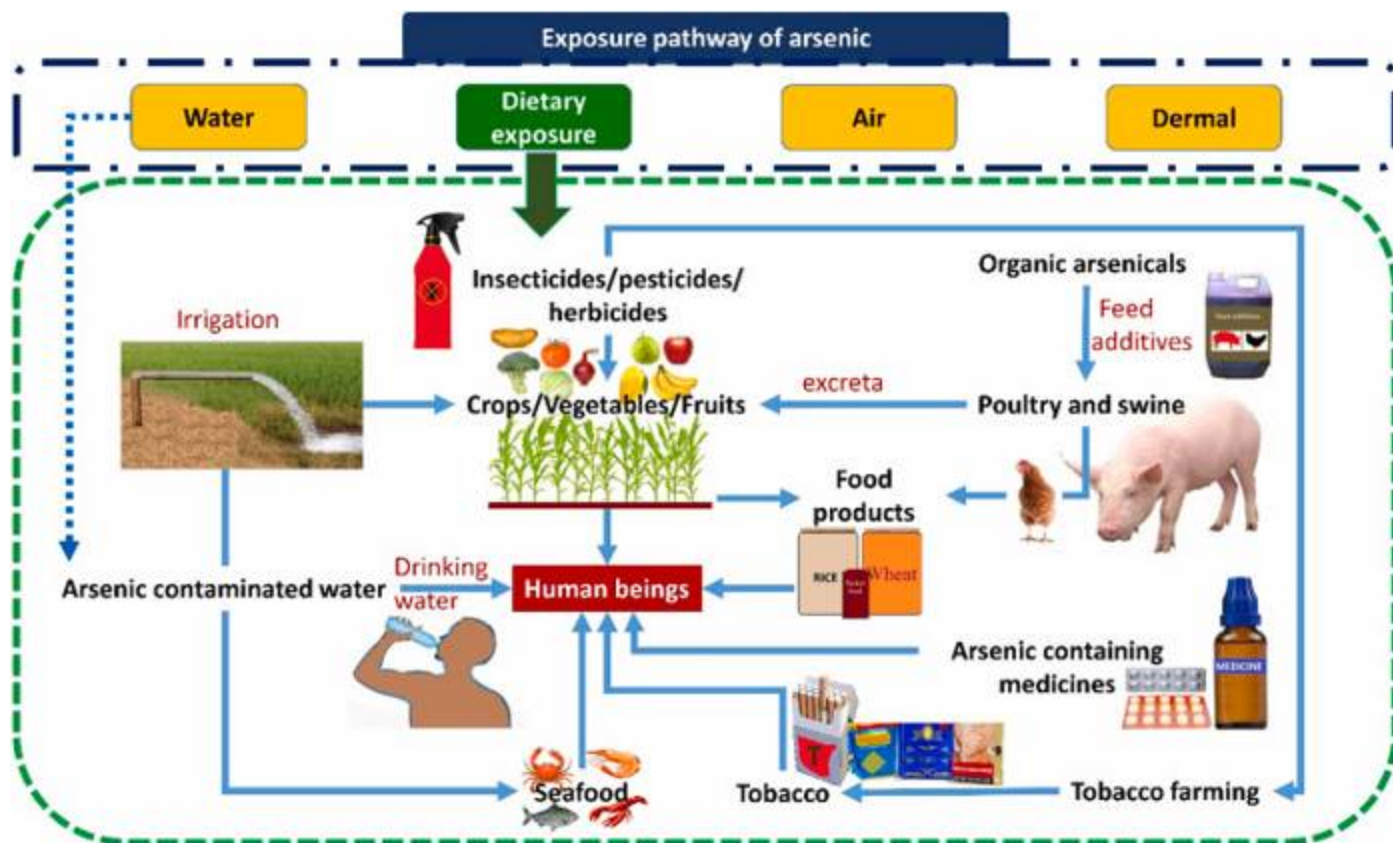 Exposure pathway of arsenic
Water
Dietary
exposure
Air
Dermal
Insecticides/pesticides/
herbicides
Organic arsenicals
Feed
additives
Irrigation
Crops/Vegetables/Fruits
excreta
Poultry and swine
Food
products
RICE
Wheat
Arsenic contaminated water
Drinking
water
Human beings
Arsenic containing
medicines
MEDICINE
Seafood
Tobacco
T
Tobacco farming